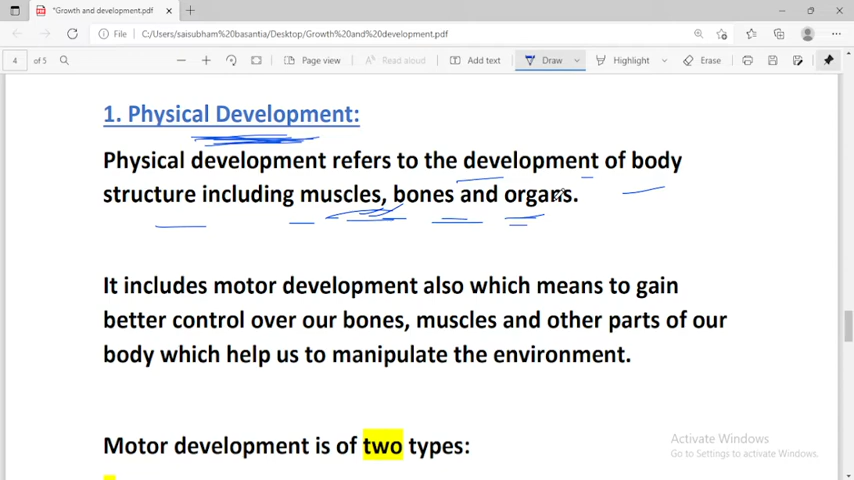 *Growth and development.pdf
File
C:/Users/saisubham%20basantia/Desktop/Growth%20and%20development.pdf
4 of 5
Page view
Read aloud
Add text
Draw
Highlight
Erase
1. Physical Development:
Physical development refers to the development of body
structure including muscles, bones and organs.
It includes motor development also which means to gain
better control over our bones, muscles and other parts of our
body which help us to manipulate the environment.
Motor development is of two types:
Activate Windows
Go to Settings to activate Windows.